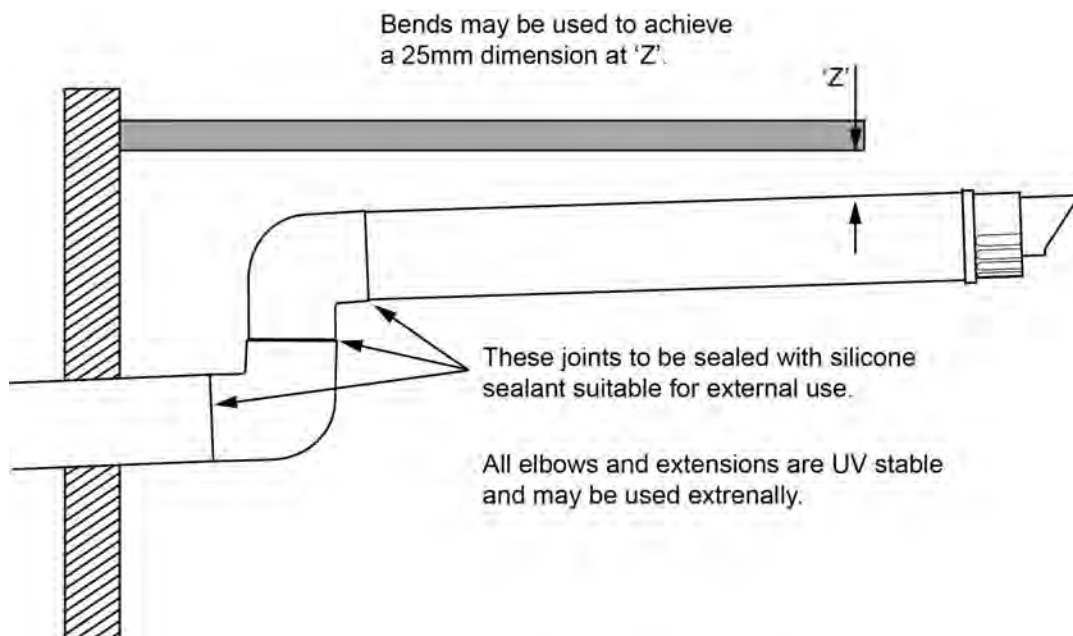 Bends may be used to achieve
a 25mm dimension at ‘Z’.
‘Z’
These joints to be sealed with silicone
sealant suitable for external use.
All elbows and extensions are UV stable
and may be used extrenally.